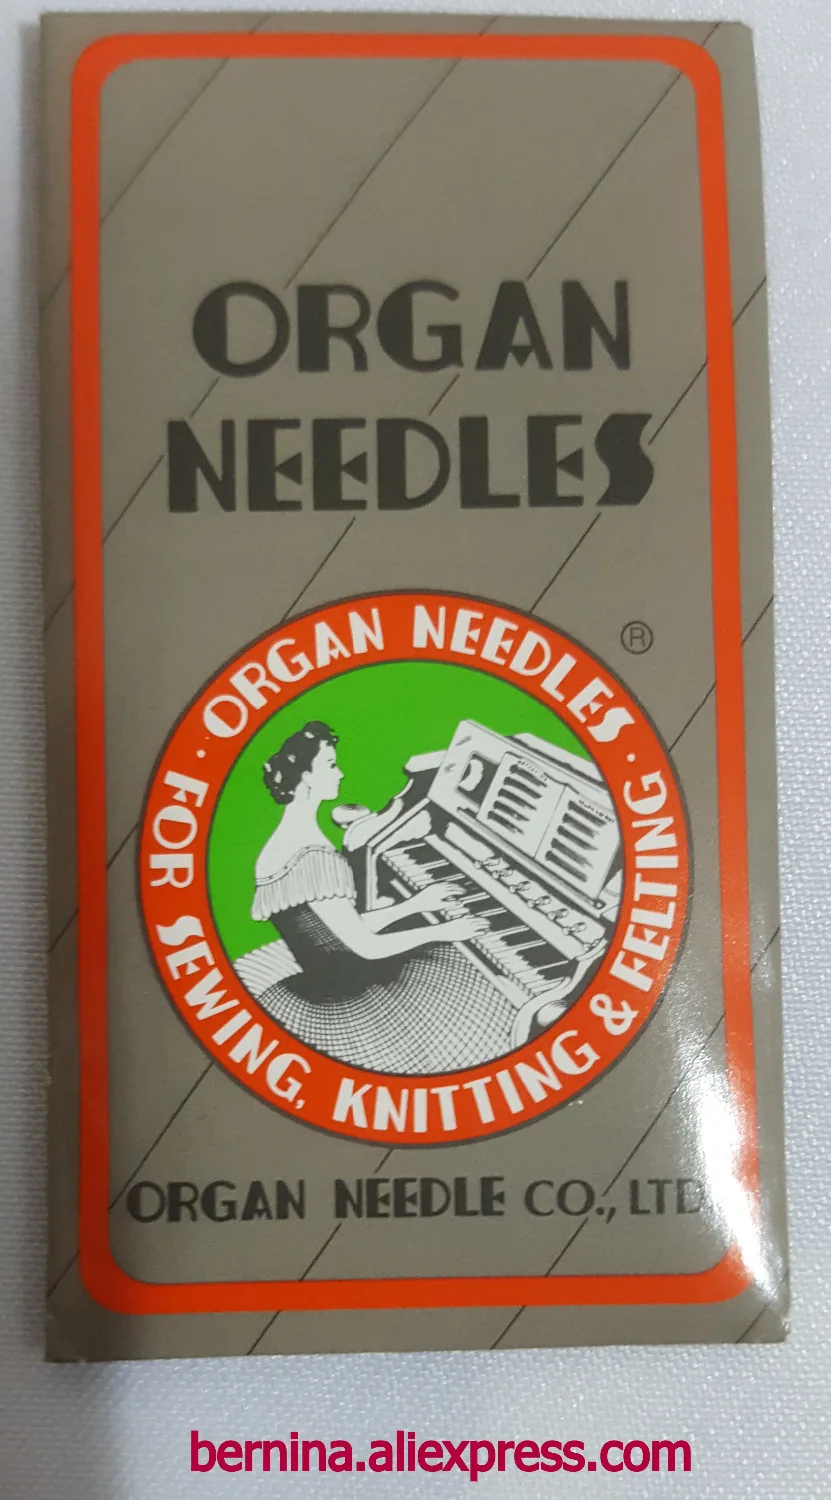 ORGAN
NEEDLES
®
· ORGAN NEEDLES ·
FOR SEWING, KNITTING & FELTING
ORGAN NEEDLE CO., LTD
bernina.aliexpress.com